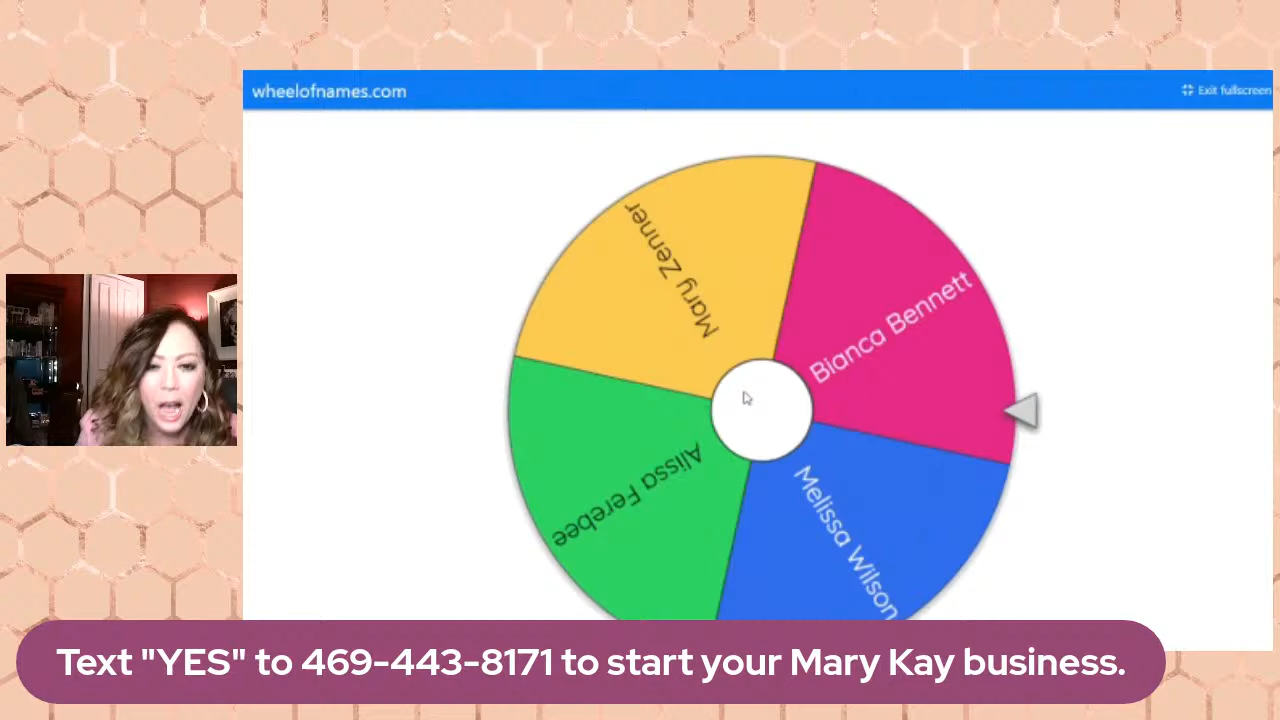 wheelofnames.com
Exit fullscreen
Mary Zenner
Bianca Bennett
Alissa Ferebee
Melissa Wilson
Text "YES" to 469-443-8171 to start your Mary Kay business.